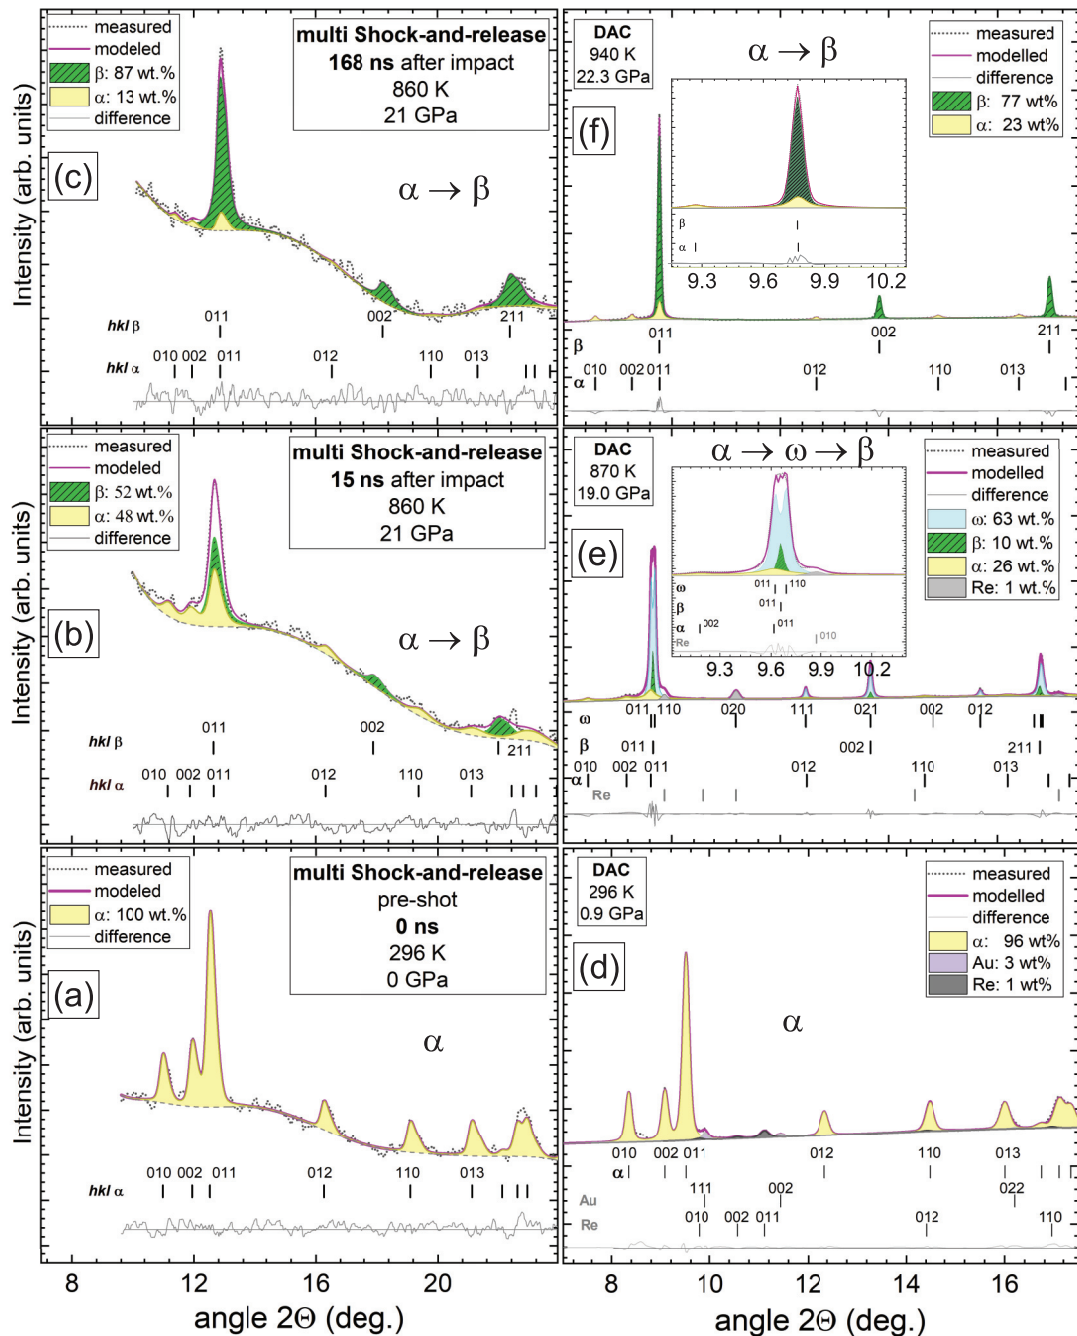 measured
modeled
β: 87 wt.%
α: 13 wt.%
difference
multi Shock-and-release
168 ns after impact
860 K
21 GPa
(c)
α → β
Intensity (arb. units)
011
002
211
hkl β
010 002 011 012 110 013
hkl α
DAC
940 K
22.3 GPa
α → β
measured
modelled
difference
β: 77 wt%
α: 23 wt%
(f)
β
α
9.3 9.6 9.9 10.2
011 002 211
β
010 002 011 012 110 013
α
measured
modeled
β: 52 wt.%
α: 48 wt.%
difference
multi Shock-and-release
15 ns after impact
860 K
21 GPa
(b)
α → β
Intensity (arb. units)
011
002
211
hkl β
010 002 011 012 110 013
hkl α
DAC
870 K
19.0 GPa
α → ω → β
measured
modelled
difference
ω: 63 wt.%
β: 10 wt.%
α: 26 wt.%
Re: 1 wt.%
(e)
011 110
ω
011
β
002 011
α
010
Re
9.3 9.6 9.9 10.2
011 110 020 111 021 002 012
ω
β
011 002 211
010 002 011 012 110 013
α
Re
measured
modeled
α: 100 wt.%
difference
multi Shock-and-release
pre-shot
0 ns
296 K
0 GPa
(a)
α
Intensity (arb. units)
010 002 011 012 110 013
hkl α
8 12 16 20
angle 2Θ (deg.)
DAC
296 K
0.9 GPa
measured
modelled
difference
α: 96 wt%
Au: 3 wt%
Re: 1 wt%
(d)
α
010 002 011 012 110 013
α
111 002 022
Au
010 002 011 012 110
Re
8 10 12 14 16
angle 2Θ (deg.)